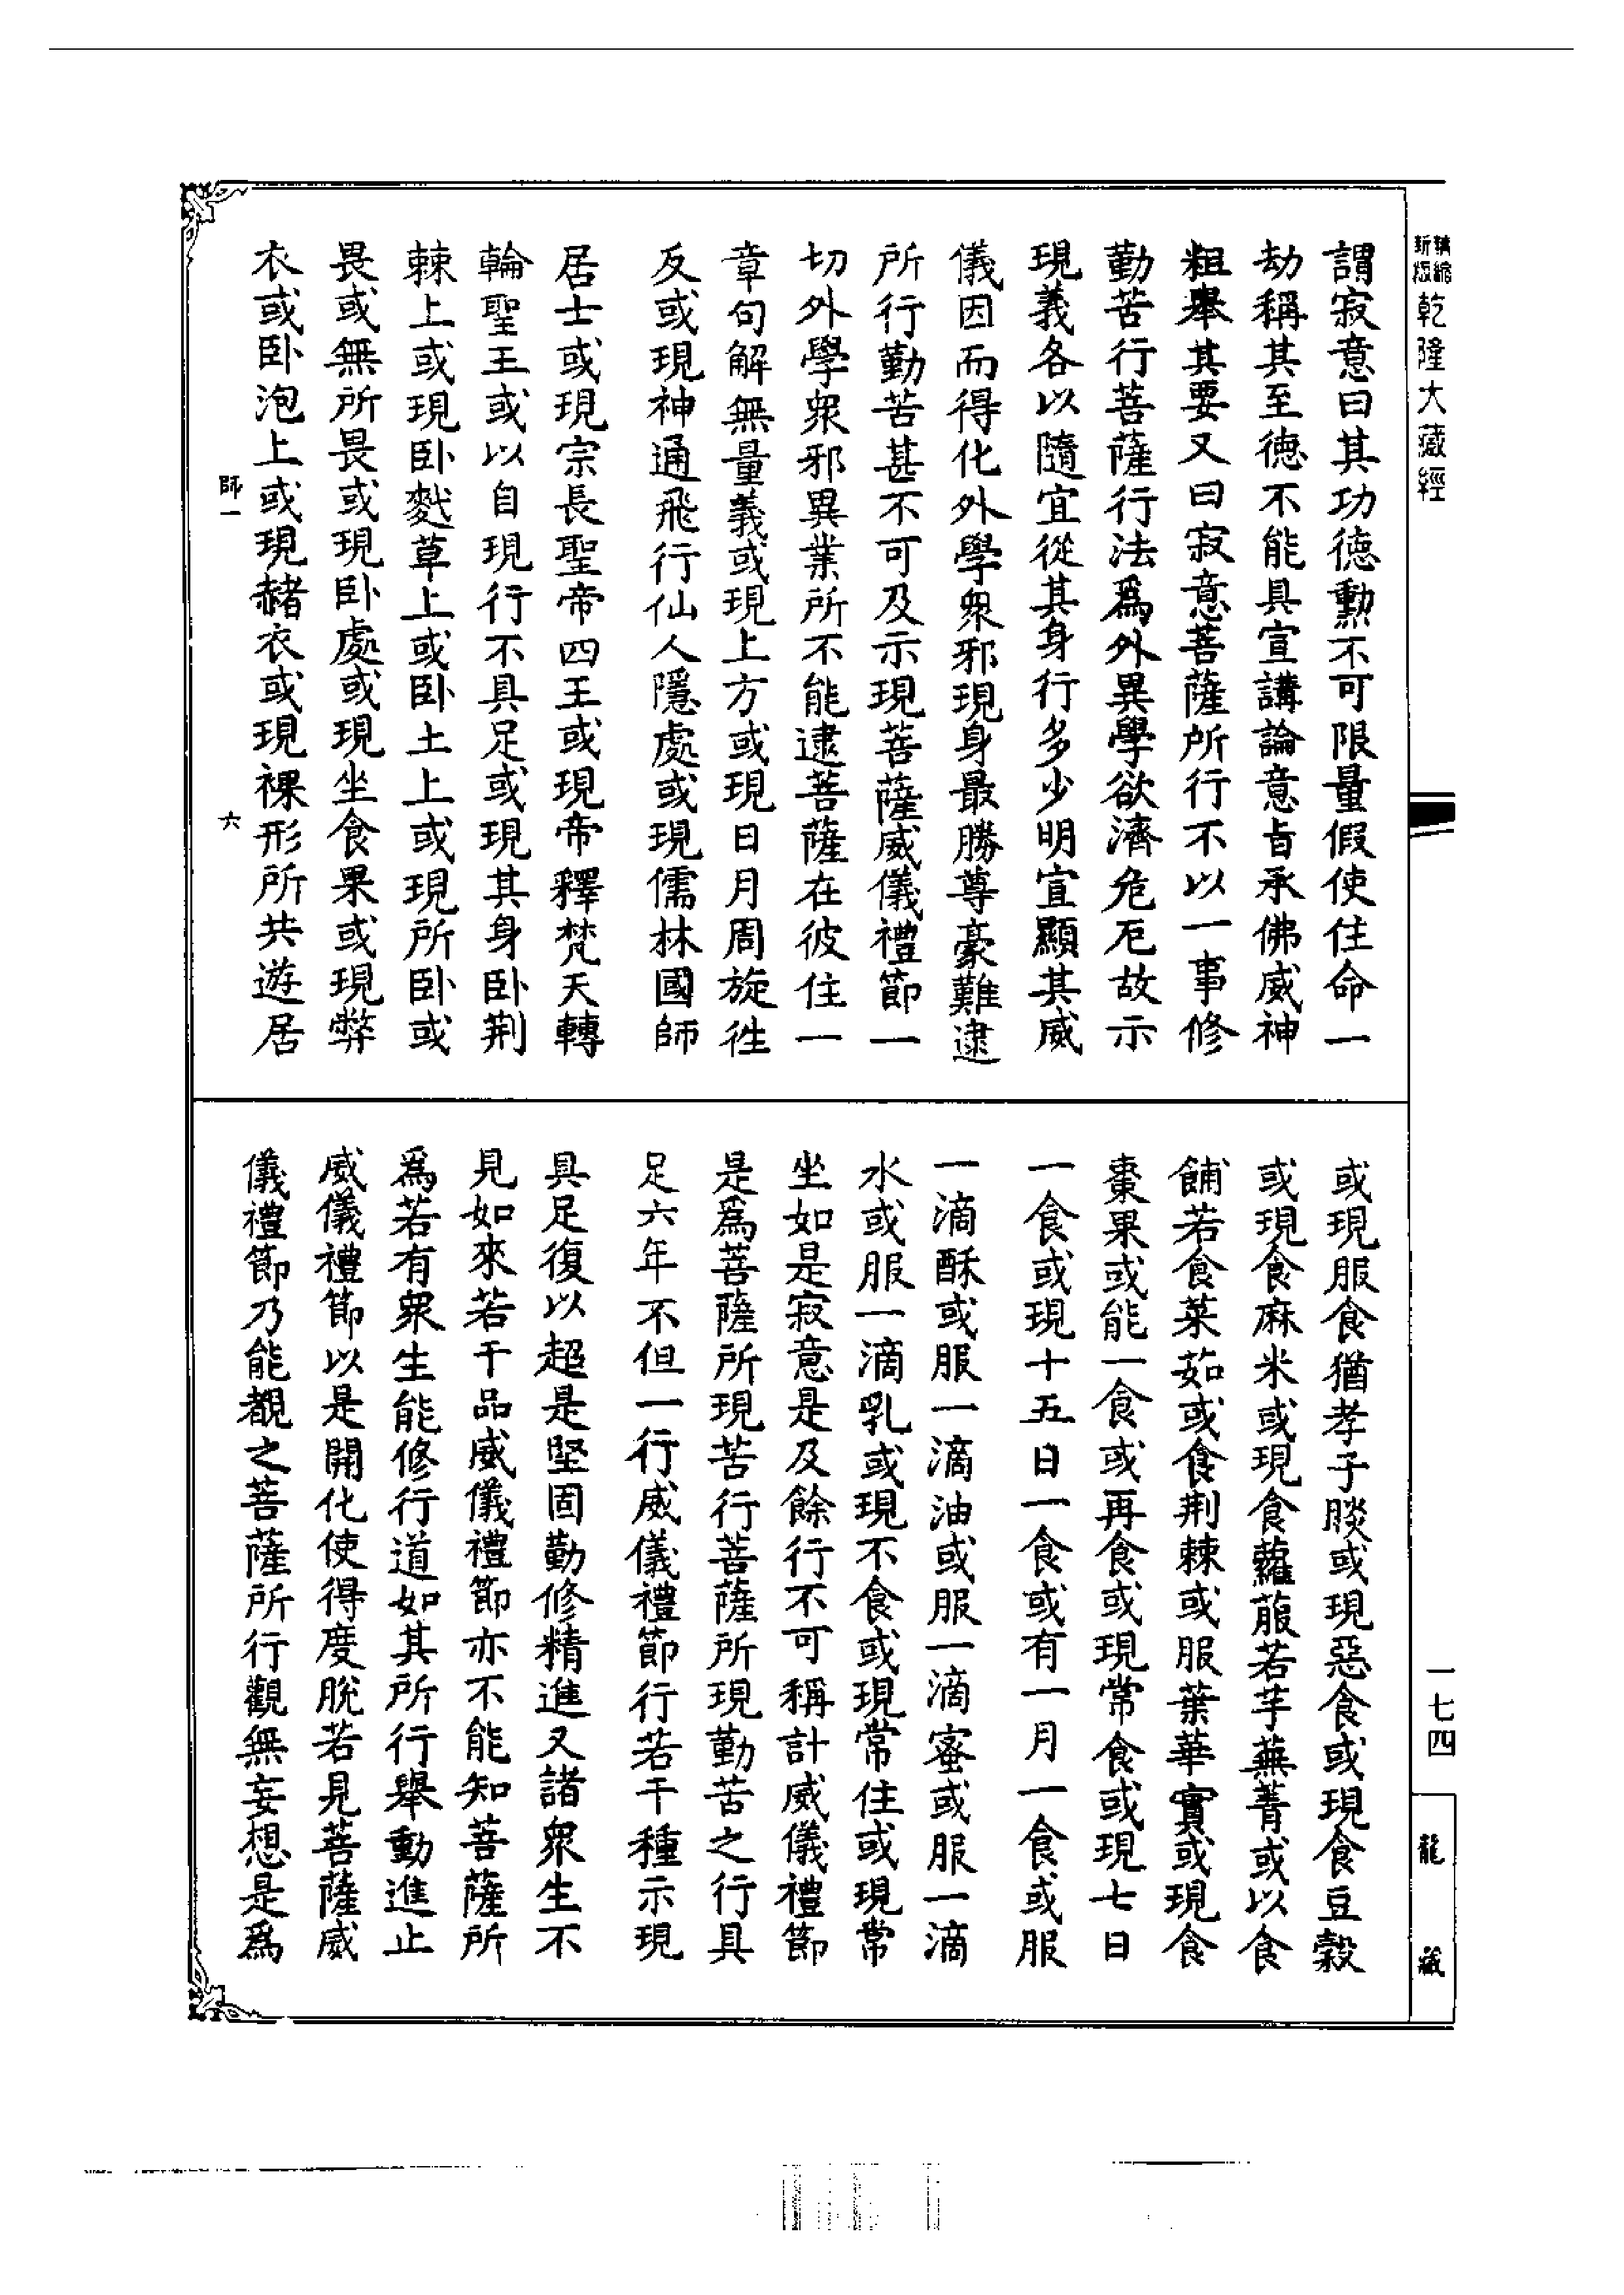 新縮
版編
乾隆大藏經
謂寂意曰其功德勳不可限量假使住命一
劫稱其至德不能具宣講論意旨承佛威神
粗舉其要又曰寂意菩薩所行不以一事修
勤苦行菩薩行法為外異學欲濟危厄故示
現義各以隨宜從其身行多少明宣顯其威
儀因而得化外學眾邪現身最勝尊豪難逮
所行勤苦甚不可及示現菩薩威儀禮節一
切外學眾邪異業所不能逮菩薩在彼住一
章句解無量義或現上方或現日月周旋徃
反或現神通飛行仙人隱處或現儒林國師
居士或現宗長聖帝四王或現帝釋梵天轉
輪聖王或以自現行不具足或現其身卧荆
棘上或現卧麩草上或卧土上或現所卧或
畏或無所畏或現卧處或現坐食果或現弊
衣或卧泡上或現赭衣或現裸形所共遊居
師一
六
或現服食猶孝子腅或現惡食或現食豆穀
或現食麻米或現食蘿菔若芋蕪菁或以食
餔若食菜茹或食荆棘或服葉華實或現食
棗果或能一食或再食或現常食或現七日
一食或現十五日一食或有一月一食或服
一滴酥或服一滴油或服一滴蜜或服一滴
水或服一滴乳或現不食或現常住或現常
坐如是寂意是及餘行不可稱計威儀禮節
是為菩薩所現苦行菩薩所現勤苦之行具
足六年不但一行威儀禮節行若干種示現
具足復以超是堅固勤修精進又諸眾生不
見如來若干品威儀禮節亦不能知菩薩所
為若有眾生能修行道如其所行舉動進止
威儀禮節以是開化使得度脫若見菩薩威
儀禮節乃能覩之菩薩所行觀無妄想是為
一七四
龍藏